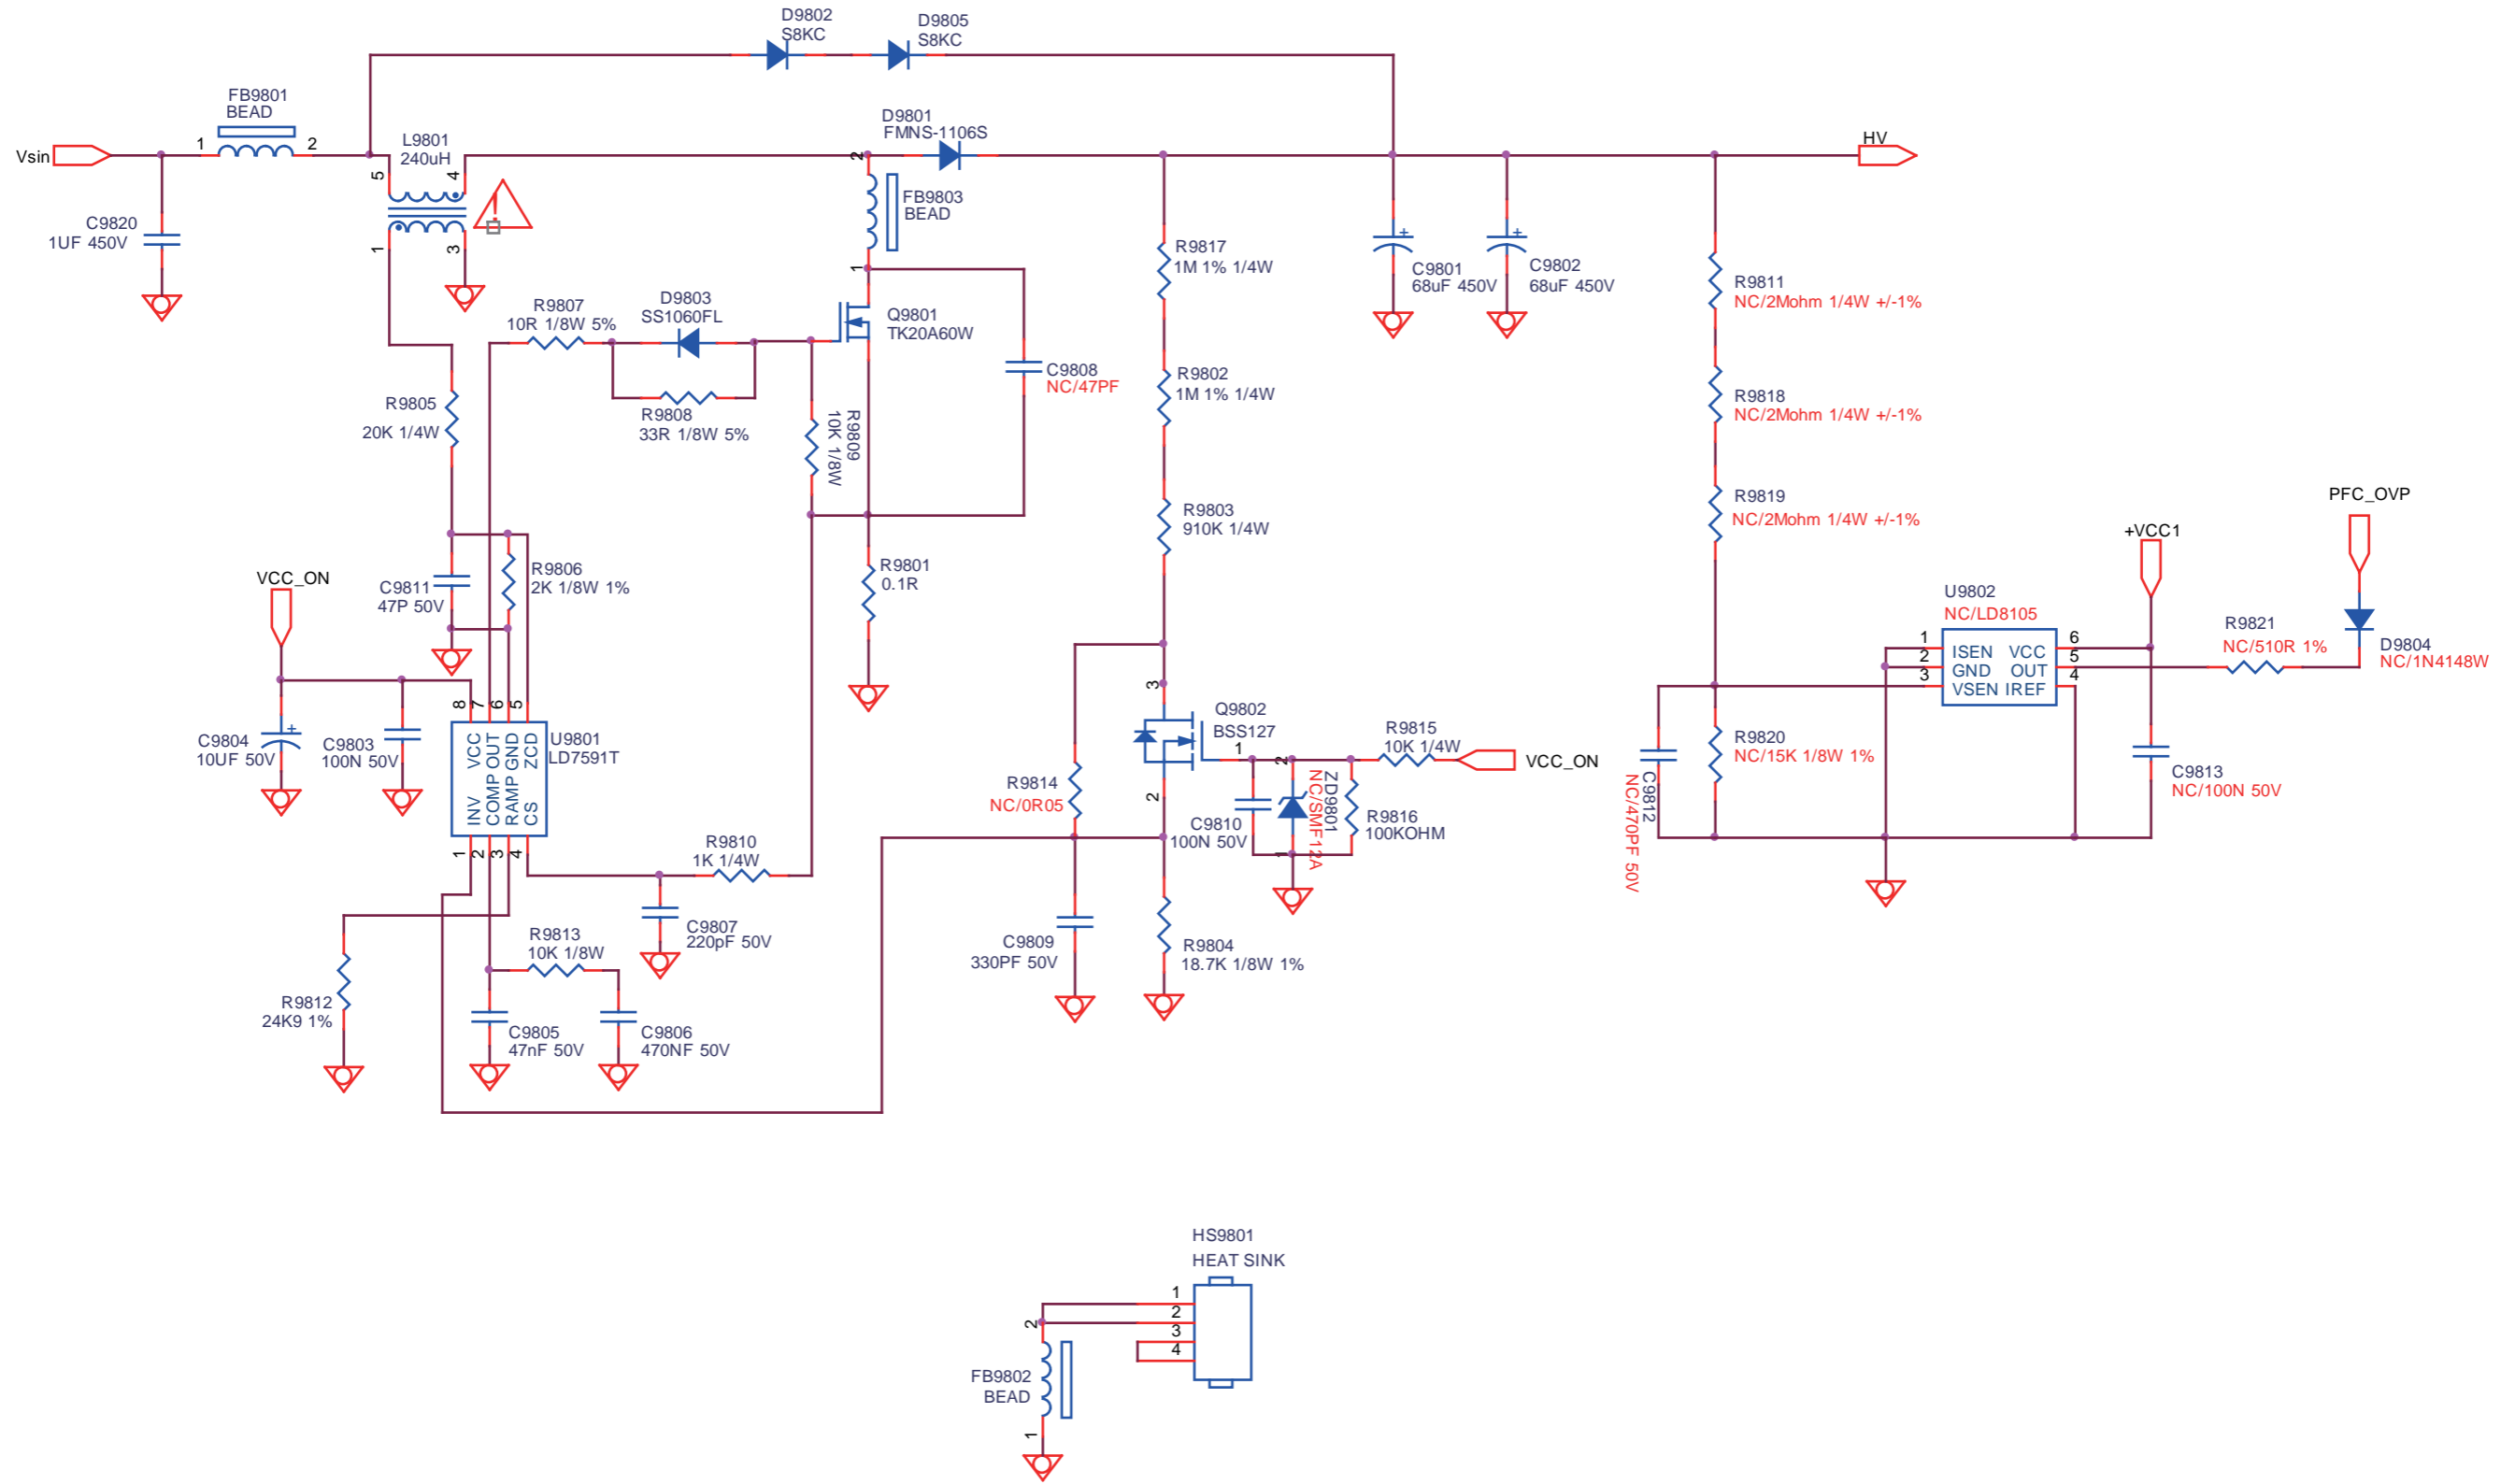 D9802
S8KC
D9805
S8KC
FB9801
BEAD
1
2
Vsin
C9820
1UF 450V
L9801
240uH
5
4
1
3
D9801
FMNS-1106S
2
FB9803
BEAD
1
HV
R9817
1M 1% 1/4W
C9801
68uF 450V
+
C9802
68uF 450V
+
R9811
NC/2Mohm 1/4W +/-1%
R9807
10R 1/8W 5%
D9803
SS1060FL
Q9801
TK20A60W
C9808
NC/47PF
R9802
1M 1% 1/4W
R9818
NC/2Mohm 1/4W +/-1%
R9805
20K 1/4W
R9808
33R 1/8W 5%
R9809
10K 1/8W
R9803
910K 1/4W
R9819
NC/2Mohm 1/4W +/-1%
PFC_OVP
+VCC1
VCC_ON
C9811
47P 50V
R9806
2K 1/8W 1%
R9801
0.1R
U9802
NC/LD8105
1
2
3
ISEN
GND
VSEN
VCC
OUT
IREF
6
5
4
R9821
NC/510R 1%
D9804
NC/1N4148W
8
7
6
5
C9804
10UF 50V
+
C9803
100N 50V
VCC
OUT
GND
ZCD
INV
COMP
RAMP
CS
U9801
LD7591T
1
2
3
4
3
Q9802
BSS127
1
2
R9815
10K 1/4W
VCC_ON
R9814
NC/0R05
C9810
100N 50V
2
ZD9801
NC/SMF12A
1
R9816
100KOHM
C9812
NC/470PF 50V
R9820
NC/15K 1/8W 1%
C9813
NC/100N 50V
R9810
1K 1/4W
C9807
220pF 50V
R9813
10K 1/8W
R9812
24K9 1%
C9805
47nF 50V
C9806
470NF 50V
C9809
330PF 50V
R9804
18.7K 1/8W 1%
HS9801
HEAT SINK
1
2
3
4
2
FB9802
BEAD
1